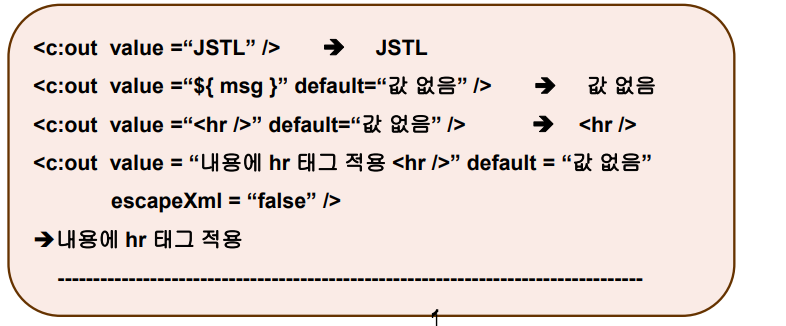 <c:out  value =“JSTL” />  ➔  JSTL
<c:out  value =“${ msg }” default=“값 없음” />  ➔  값 없음
<c:out  value =“<hr />” default=“값 없음” />  ➔  <hr />
<c:out  value = “내용에 hr 태그 적용 <hr />” default = “값 없음”
escapeXml = “false” />
➔내용에 hr 태그 적용
--------------------------------------------------------------------------------